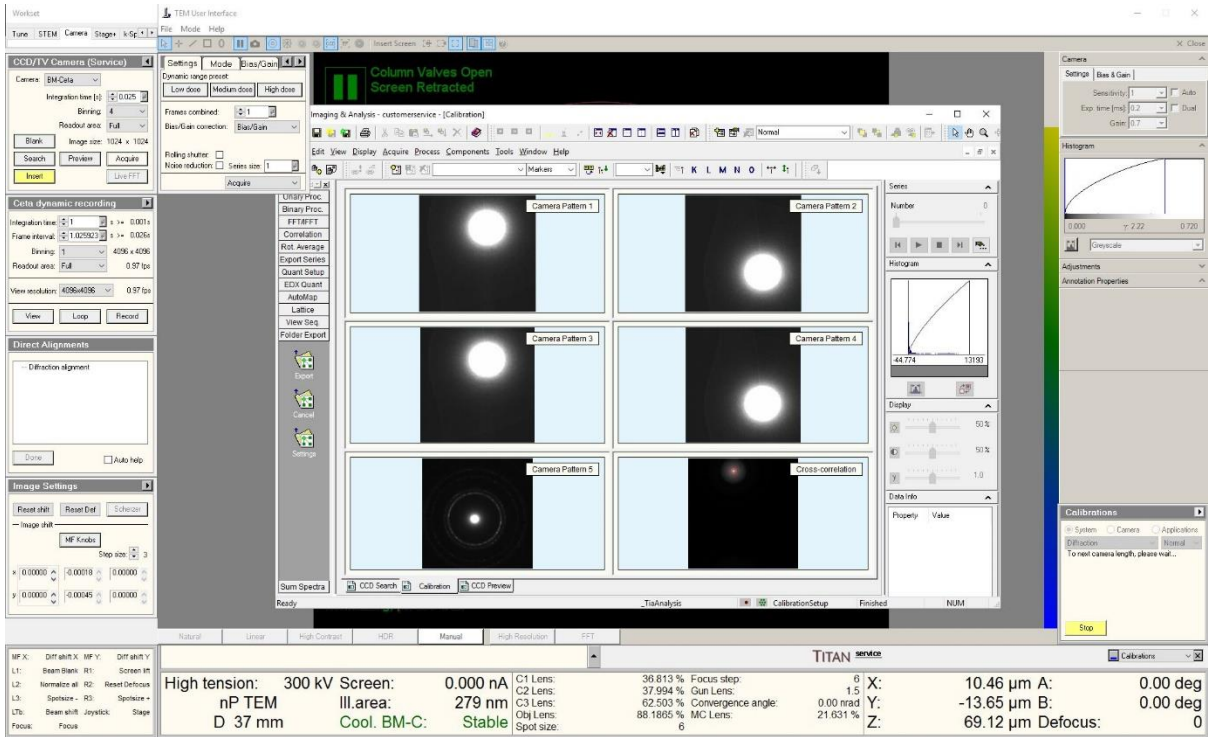 Workset
TEM User Interface
Tune STEM Camera Stage+ k-Sp
File Mode Help
Insert Screen
Close
CCD/TV Camera (Service)
Camera: BM-Ceta
Integration time [s]: 0.025
Binning: 4
Readout area: Full
Blank Image size: 1024 x 1024
Search Preview Acquire
Insert Live FFT
Settings Mode Bias/Gain
Dynamic range preset
Low dose Medium dose High dose
Frames combined: 1
Bias/Gain correction: Bias/Gain
Rolling shutter:
Noise reduction: Series size: 1
Acquire
Column Valves Open
Screen Retracted
Imaging & Analysis - customerservice - [Calibration]
Normal
Edit View Display Acquire Process Components Tools Window Help
Markers
K L M N O
Unary Proc.
Binary Proc.
FFT/IFFT
Correlation
Rot. Average
Export Series
Quant Setup
EDX Quant
AutoMap
Lattice
View Seq.
Folder Export
Export
Cancel
Settings
Sum Spectra
Camera Pattern 1
Camera Pattern 2
Camera Pattern 3
Camera Pattern 4
Camera Pattern 5
Cross-correlation
CCD Search Calibration CCD Preview
Ready
_TiaAnalysis
CalibrationSetup
Finished
NUM
Series
Number 0
Histogram
-44.774 13193
Display
50 %
50 %
1.0
Data Info
Property Value
Camera
Settings Bias & Gain
Sensitivity: 1 Auto
Exp. time [ms]: 0.2 Dual
Gain: 0.7
Histogram
0.000 γ: 2.22 0.720
Greyscale
Adjustments
Annotation Properties
Calibrations
System Camera Applications
Diffraction Normal
To next camera length, please wait...
Stop
Ceta dynamic recording
Integration time: 1 s >= 0.001s
Frame interval: 1.025923 s >= 0.026s
Binning: 1 4096 x 4096
Readout area: Full 0.97 fps
View resolution: 4096x4096 0.97 fps
View Loop Record
Direct Alignments
Diffraction alignment
Done Auto help
Image Settings
Reset shift Reset Def Scherzer
Image shift
MF Knobs
Step size: 3
x 0.00000 -0.00018 0.00000
y 0.00000 -0.00045 0.00000
Natural Linear High Contrast HDR Manual High Resolution FFT
TITAN service
Calibrations
MF X: Diff shift X MF Y: Diff shift Y
L1: Beam Blank R1: Screen lift
L2: Normalize all R2: Reset Defocus
L3: Spotsize - R3: Spotsize +
LTb: Beam shift Joystick: Stage
Focus: Focus
High tension: 300 kV Screen: 0.000 nA
nP TEM Ill.area: 279 nm
D 37 mm Cool. BM-C: Stable
C1 Lens: 36.813 % Focus step: 6
C2 Lens: 37.994 % Gun Lens: 1.5
C3 Lens: 62.503 % Convergence angle: 0.00 nrad
Obj Lens: 88.1865 % MC Lens: 21.631 %
Spot size: 6
X: 10.46 µm A: 0.00 deg
Y: -13.65 µm B: 0.00 deg
Z: 69.12 µm Defocus: 0